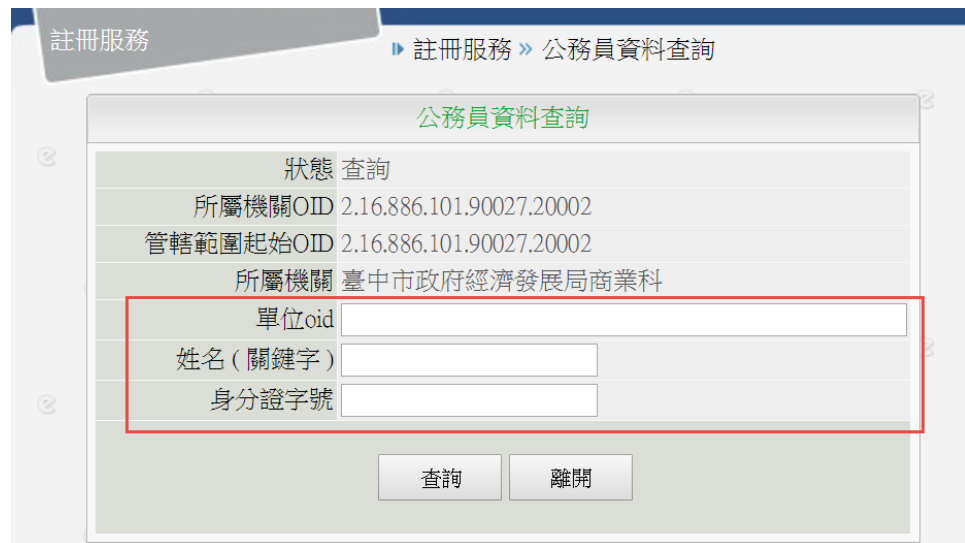 註冊服務
註冊服務 » 公務員資料查詢
公務員資料查詢
狀態 查詢
所屬機關OID 2.16.886.101.90027.20002
管轄範圍起始OID 2.16.886.101.90027.20002
所屬機關 臺中市政府經濟發展局商業科
單位oid
姓名 ( 關鍵字 )
身分證字號
查詢 離開